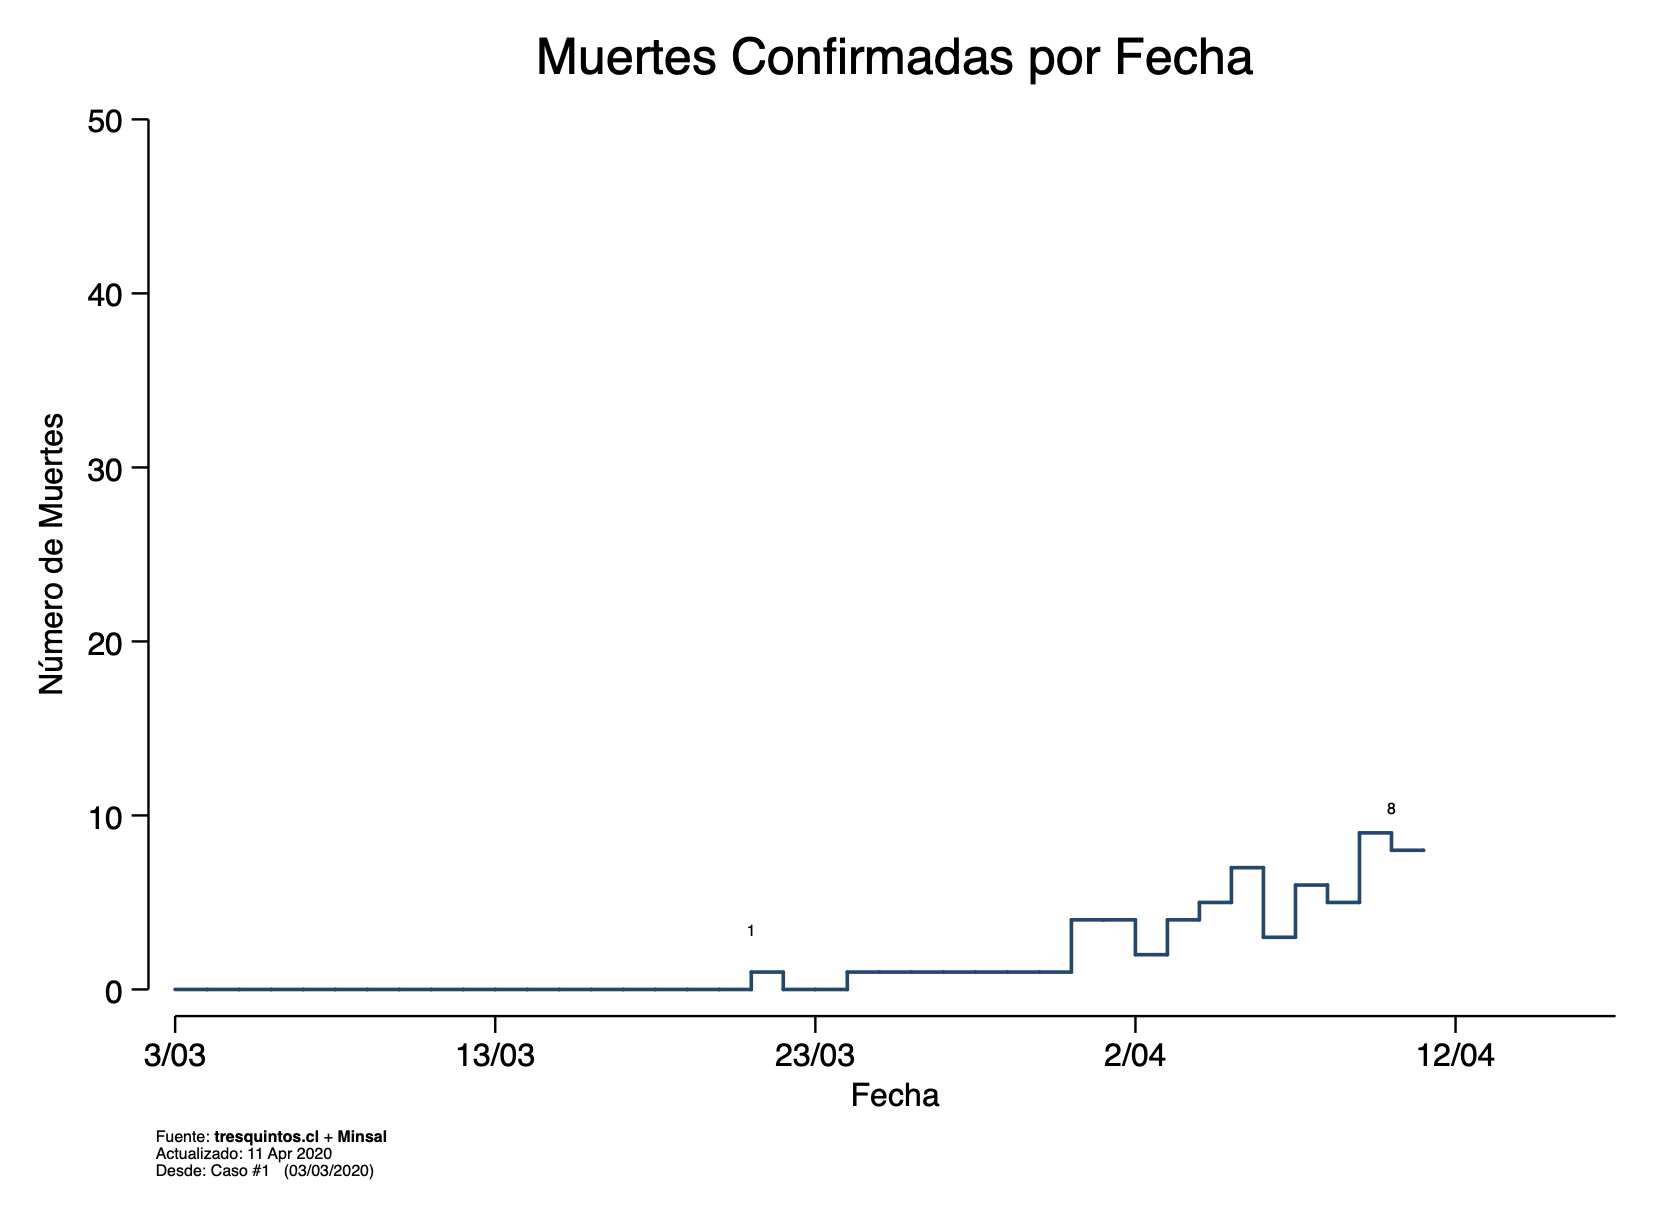 Muertes Confirmadas por Fecha
50
40
30
20
10
0
Número de Muertes
1
8
3/03 13/03 23/03 2/04 12/04
Fecha
Fuente: tresquintos.cl + Minsal
Actualizado: 11 Apr 2020
Desde: Caso #1 (03/03/2020)